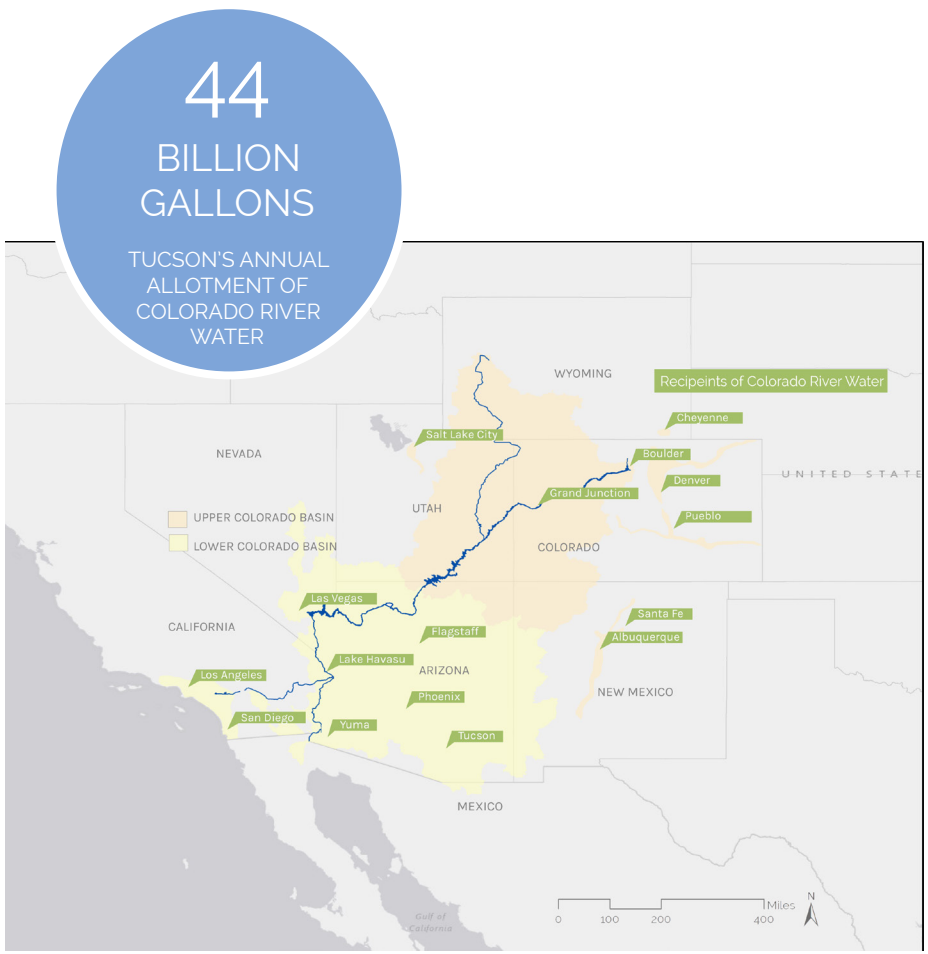 44
BILLION
GALLONS
TUCSON'S ANNUAL
ALLOTMENT OF
COLORADO RIVER
WATER
WYOMING
Recipeints of Colorado River Water
Cheyenne
Salt Lake City
NEVADA
Boulder
UNITED STATE
Denver
Grand Junction
UTAH
Pueblo
UPPER COLORADO BASIN
LOWER COLORADO BASIN
COLORADO
Las Vegas
Santa Fe
CALIFORNIA
Flagstaff
Albuquerque
Lake Havasu
ARIZONA
Los Angeles
NEW MEXICO
Phoenix
San Diego
Yuma
Tucson
MEXICO
N
Miles
0 100 200 400
Gulf of
California